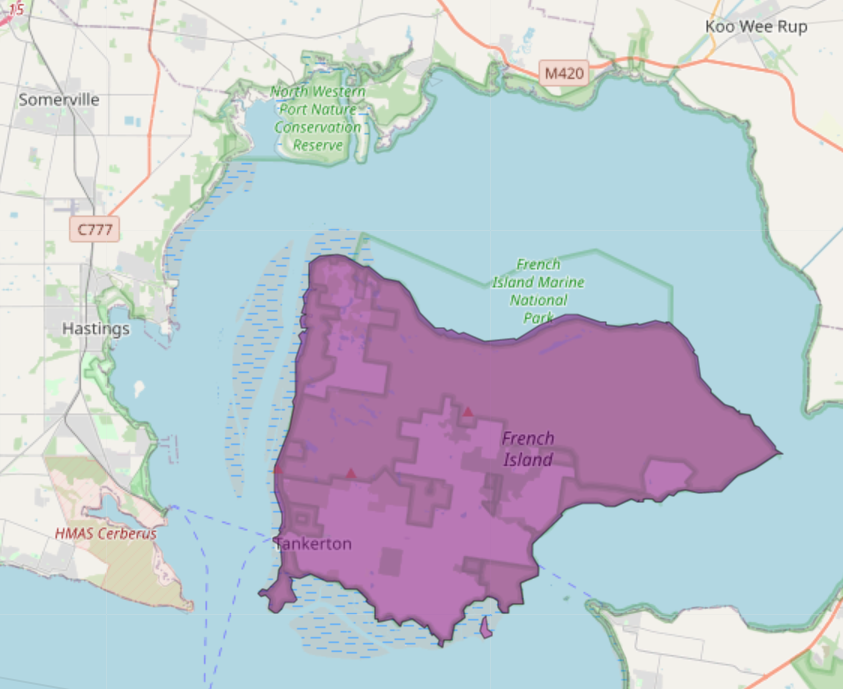 15
Koo Wee Rup
M420
Somerville
North Western
Port Nature
Conservation
Reserve
C777
French
Island Marine
National
Park
Hastings
French
Island
HMAS Cerberus
Tankerton